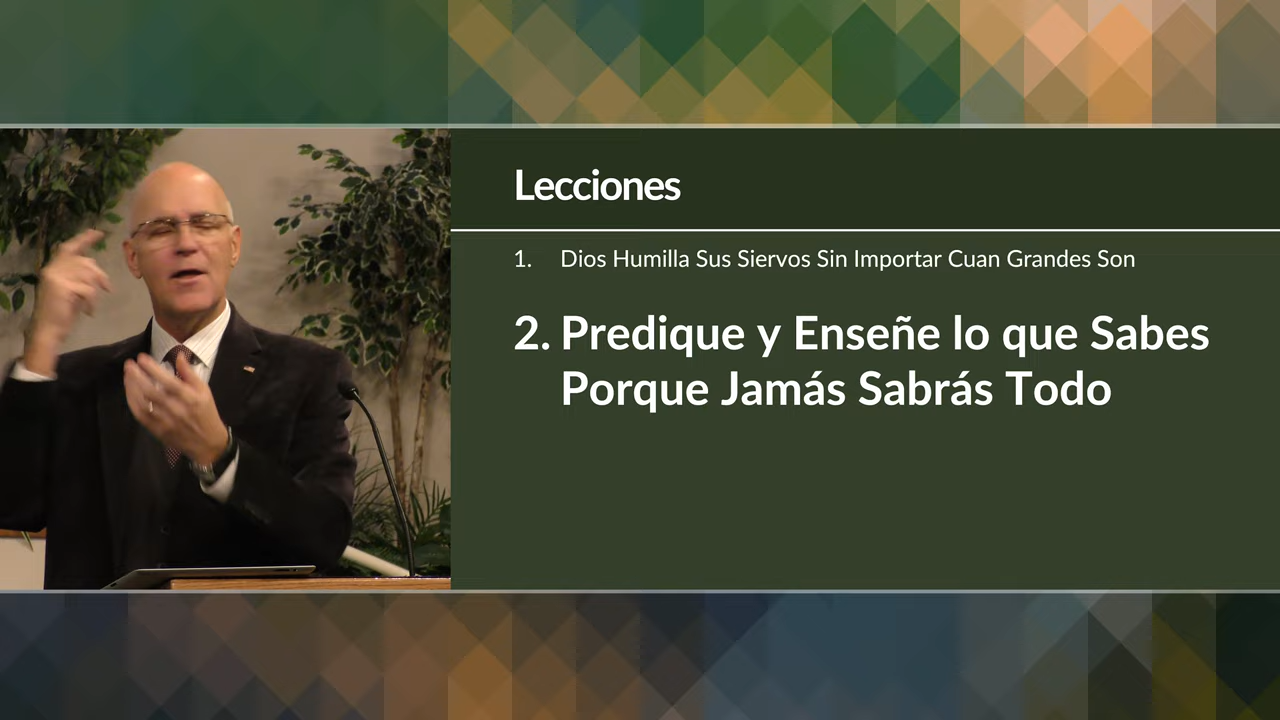 Lecciones
1. Dios Humilla Sus Siervos Sin Importar Cuan Grandes Son
2. Predique y Enseñe lo que Sabes
Porque Jamás Sabrás Todo